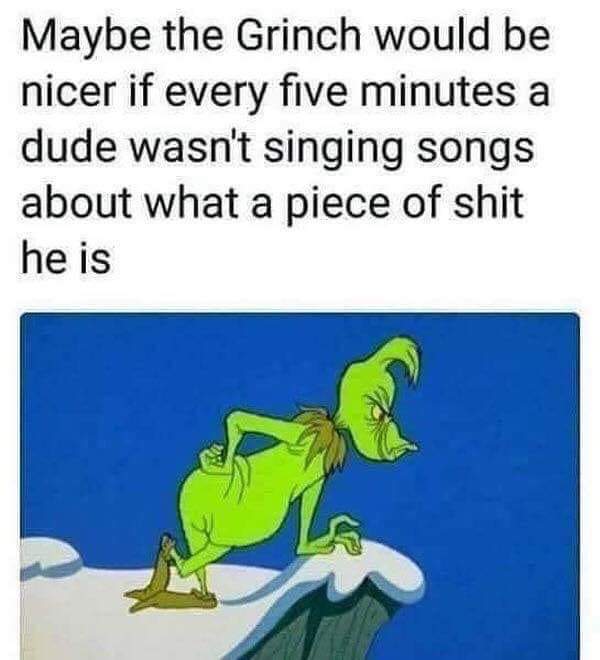 Maybe the Grinch would be
nicer if every five minutes a
dude wasn't singing songs
about what a piece of shit
he is